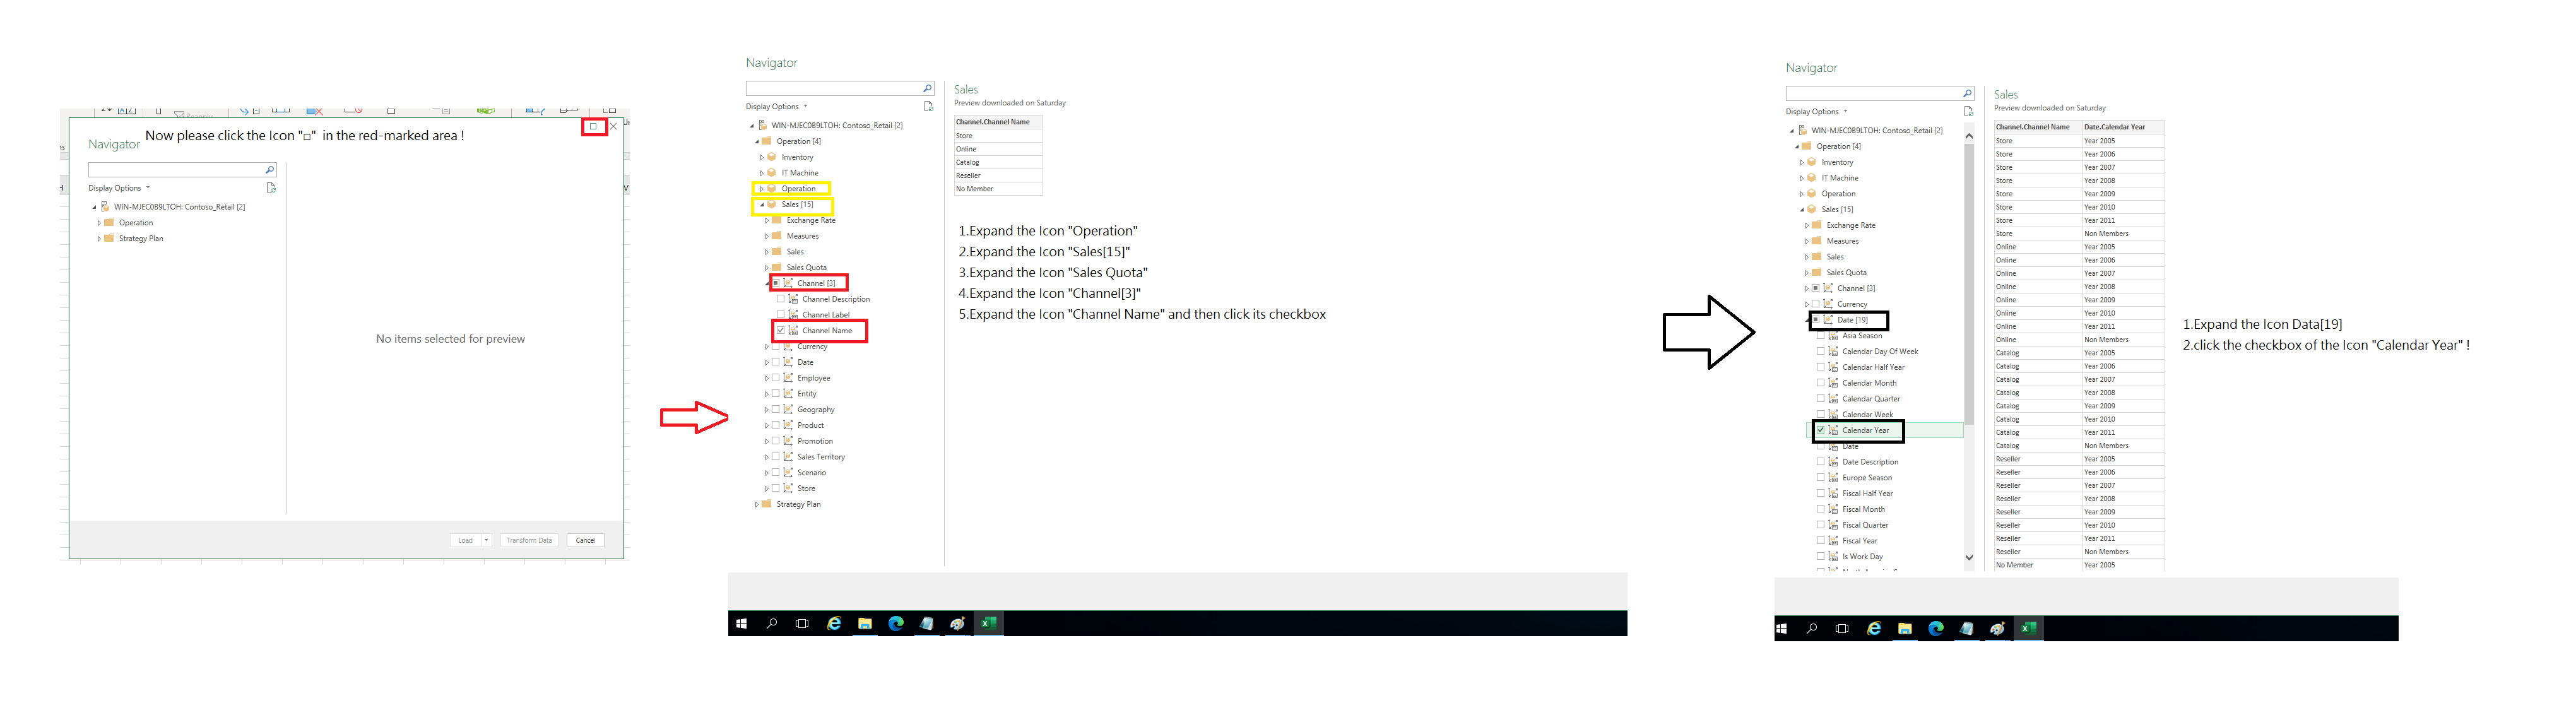 Now please click the Icon "□" in the red-marked area !
Navigator
Display Options
WIN-MJEC0B9LTOH: Contoso_Retail [2]
Operation
Strategy Plan
No items selected for preview
Load
Transform Data
Cancel
Navigator
Display Options
WIN-MJEC0B9LTOH: Contoso_Retail [2]
Operation [4]
Inventory
IT Machine
Operation
Sales [15]
Exchange Rate
Measures
Sales
Sales Quota
Channel [3]
Channel Description
Channel Label
Channel Name
Currency
Date
Employee
Entity
Geography
Product
Promotion
Sales Territory
Scenario
Store
Strategy Plan
Sales
Preview downloaded on Saturday
Channel.Channel Name
Store
Online
Catalog
Reseller
No Member
1.Expand the Icon "Operation"
2.Expand the Icon "Sales[15]"
3.Expand the Icon "Sales Quota"
4.Expand the Icon "Channel[3]"
5.Expand the Icon "Channel Name" and then click its checkbox
Navigator
Display Options
WIN-MJEC0B9LTOH: Contoso_Retail [2]
Operation [4]
Inventory
IT Machine
Operation
Sales [15]
Exchange Rate
Measures
Sales
Sales Quota
Channel [3]
Currency
Date [19]
Asia Season
Calendar Day Of Week
Calendar Half Year
Calendar Month
Calendar Quarter
Calendar Week
Calendar Year
Date
Date Description
Europe Season
Fiscal Half Year
Fiscal Month
Fiscal Quarter
Fiscal Year
Is Work Day
Sales
Preview downloaded on Saturday
Channel.Channel Name Date.Calendar Year
Store Year 2005
Store Year 2006
Store Year 2007
Store Year 2008
Store Year 2009
Store Year 2010
Store Year 2011
Store Non Members
Online Year 2005
Online Year 2006
Online Year 2007
Online Year 2008
Online Year 2009
Online Year 2010
Online Year 2011
Online Non Members
Catalog Year 2005
Catalog Year 2006
Catalog Year 2007
Catalog Year 2008
Catalog Year 2009
Catalog Year 2010
Catalog Year 2011
Catalog Non Members
Reseller Year 2005
Reseller Year 2006
Reseller Year 2007
Reseller Year 2008
Reseller Year 2009
Reseller Year 2010
Reseller Year 2011
Reseller Non Members
No Member Year 2005
1.Expand the Icon Data[19]
2.click the checkbox of the Icon "Calendar Year" !